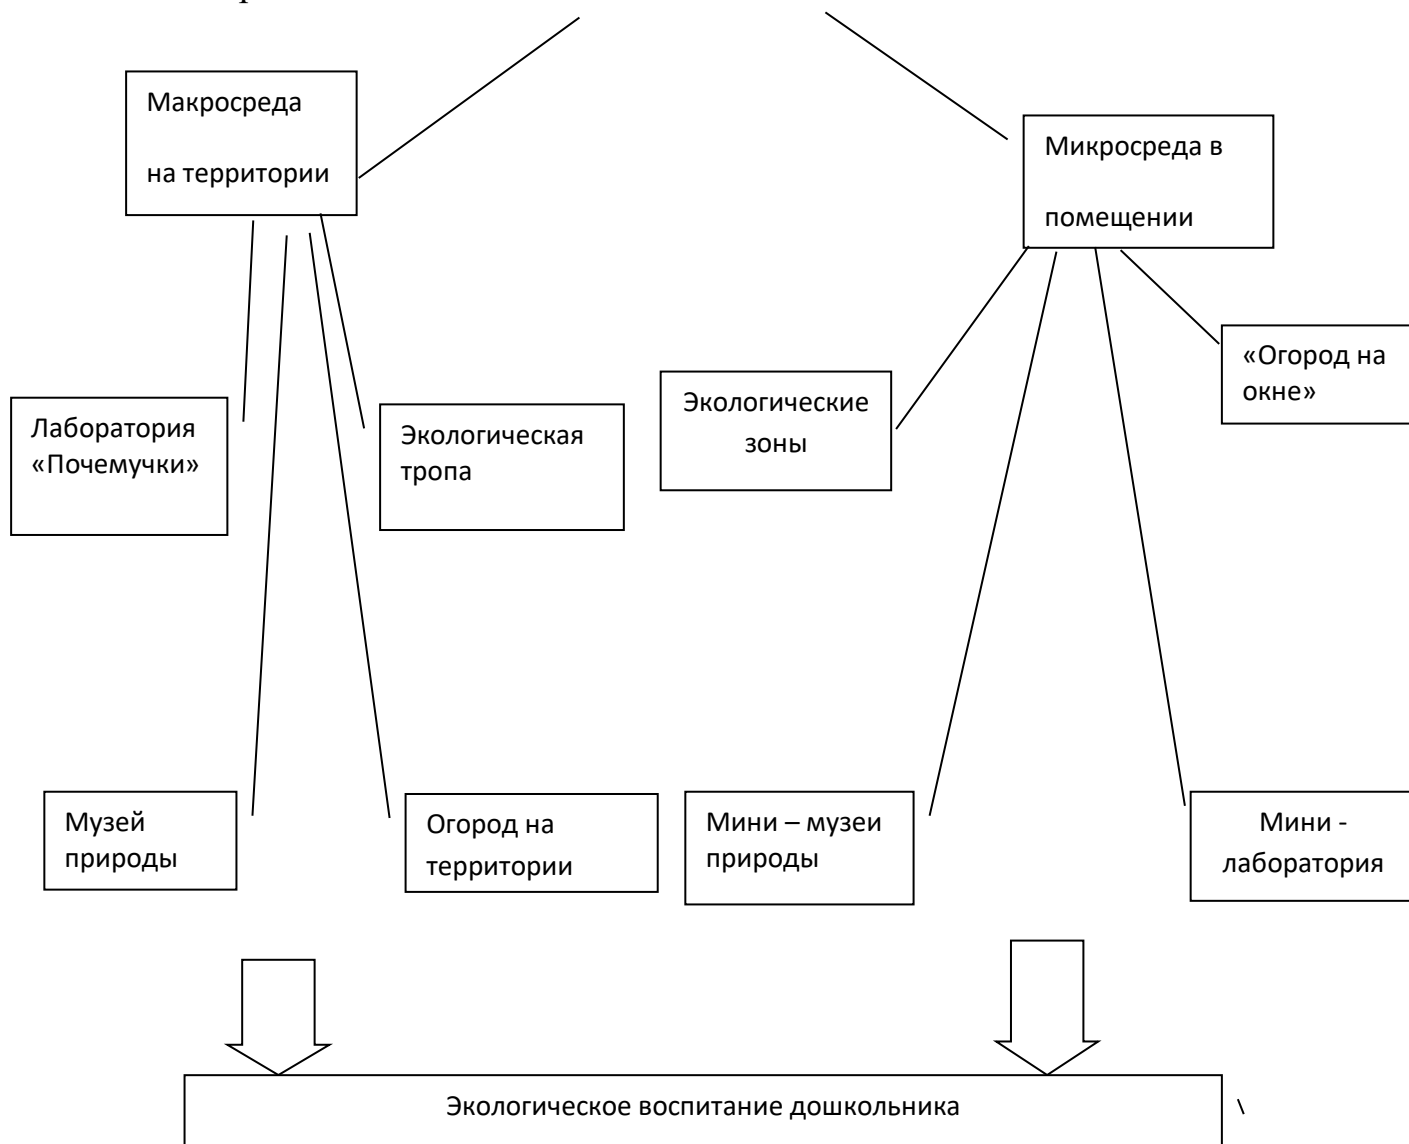 Макросреда
на территории
Микросреда в
помещении
«Огород на
окне»
Экологические
зоны
Лаборатория
«Почемучки»
Экологическая
тропа
Музей
природы
Огород на
территории
Мини – музеи
природы
Мини -
лаборатория
Экологическое воспитание дошкольника
\